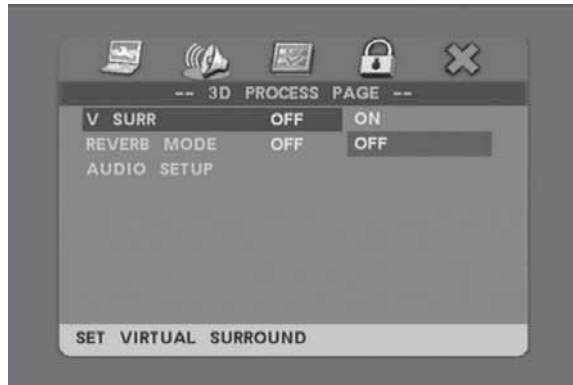 -- 3D PROCESS PAGE --
V SURR OFF ON
REVERB MODE OFF OFF
AUDIO SETUP
SET VIRTUAL SURROUND